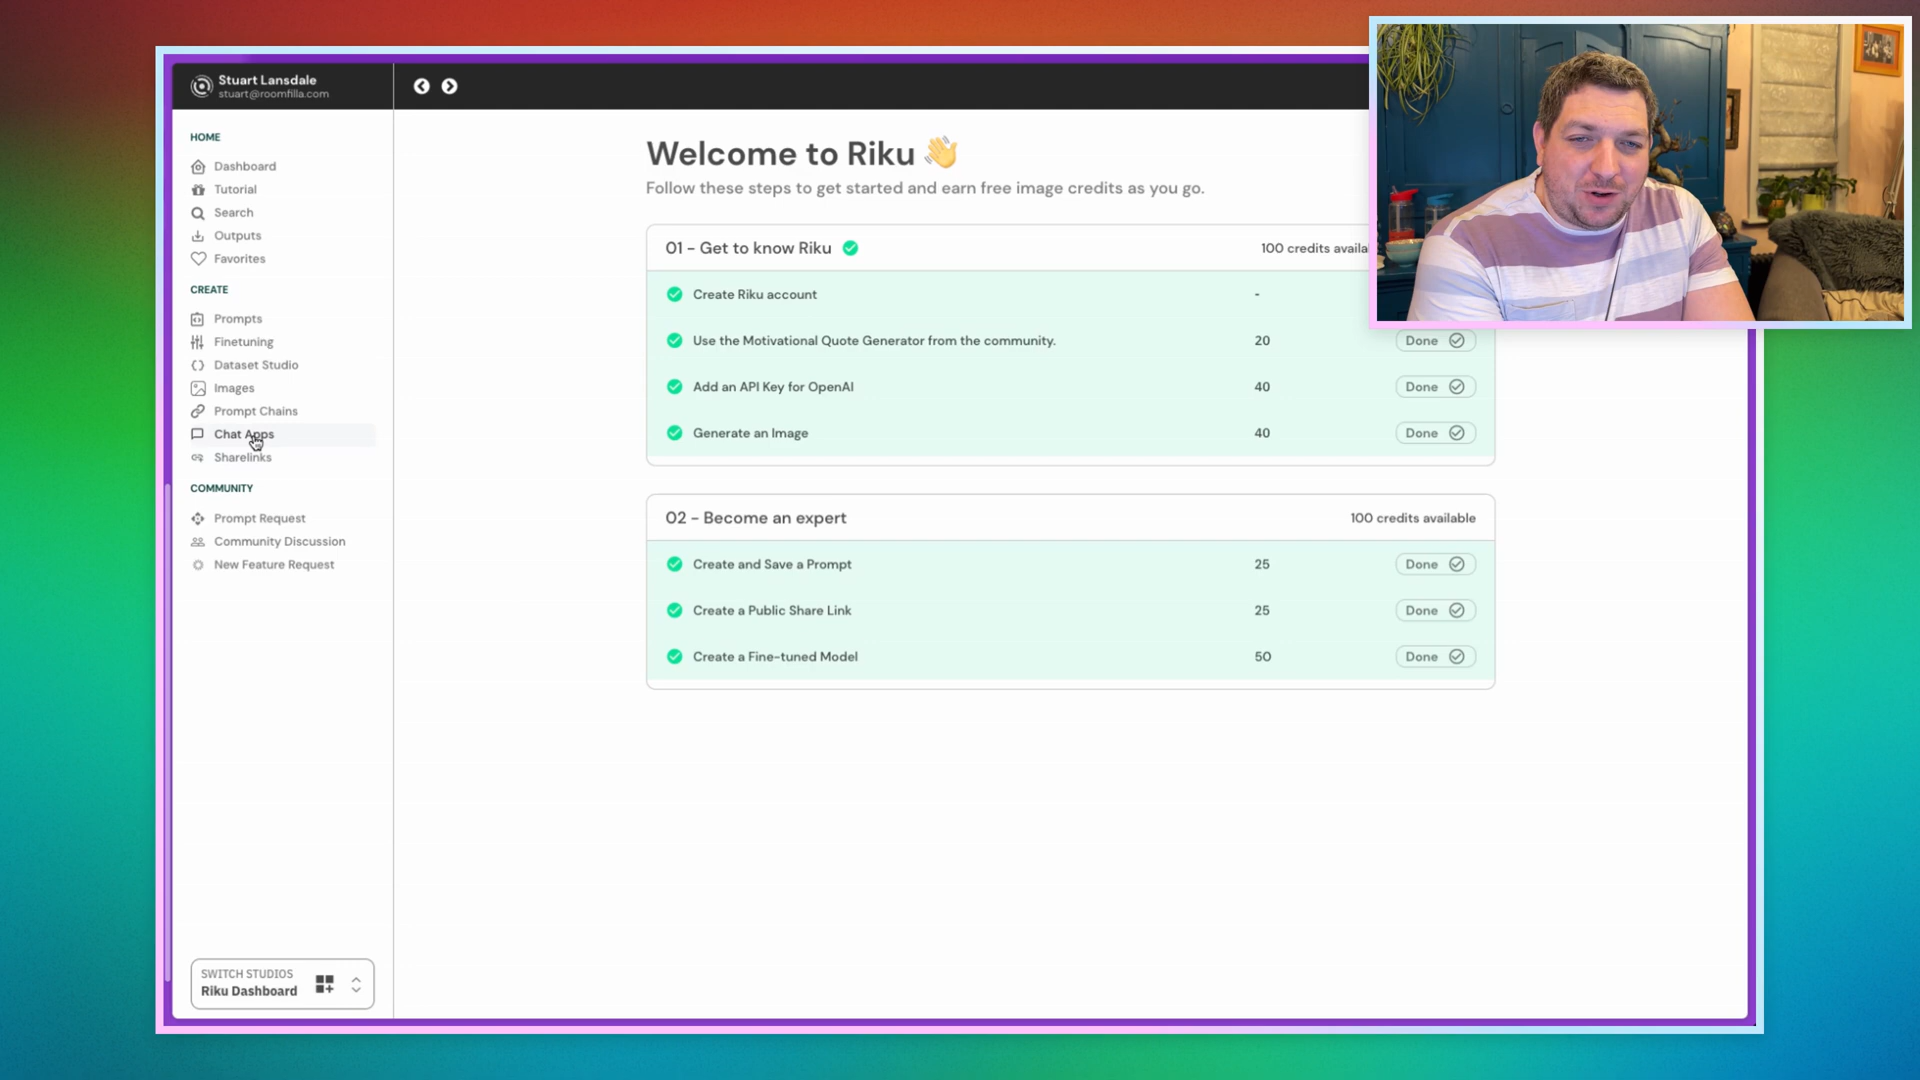 Stuart Lansdale
stuart@roomfilla.com
HOME
Dashboard
Tutorial
Search
Outputs
Favorites
CREATE
Prompts
Finetuning
Dataset Studio
Images
Prompt Chains
Chat Apps
Sharelinks
COMMUNITY
Prompt Request
Community Discussion
New Feature Request
SWITCH STUDIOS
Riku Dashboard
Welcome to Riku 👋
Follow these steps to get started and earn free image credits as you go.
01 - Get to know Riku 100 credits availa
Create Riku account -
Use the Motivational Quote Generator from the community. 20 Done
Add an API Key for OpenAI 40 Done
Generate an Image 40 Done
02 - Become an expert 100 credits available
Create and Save a Prompt 25 Done
Create a Public Share Link 25 Done
Create a Fine-tuned Model 50 Done